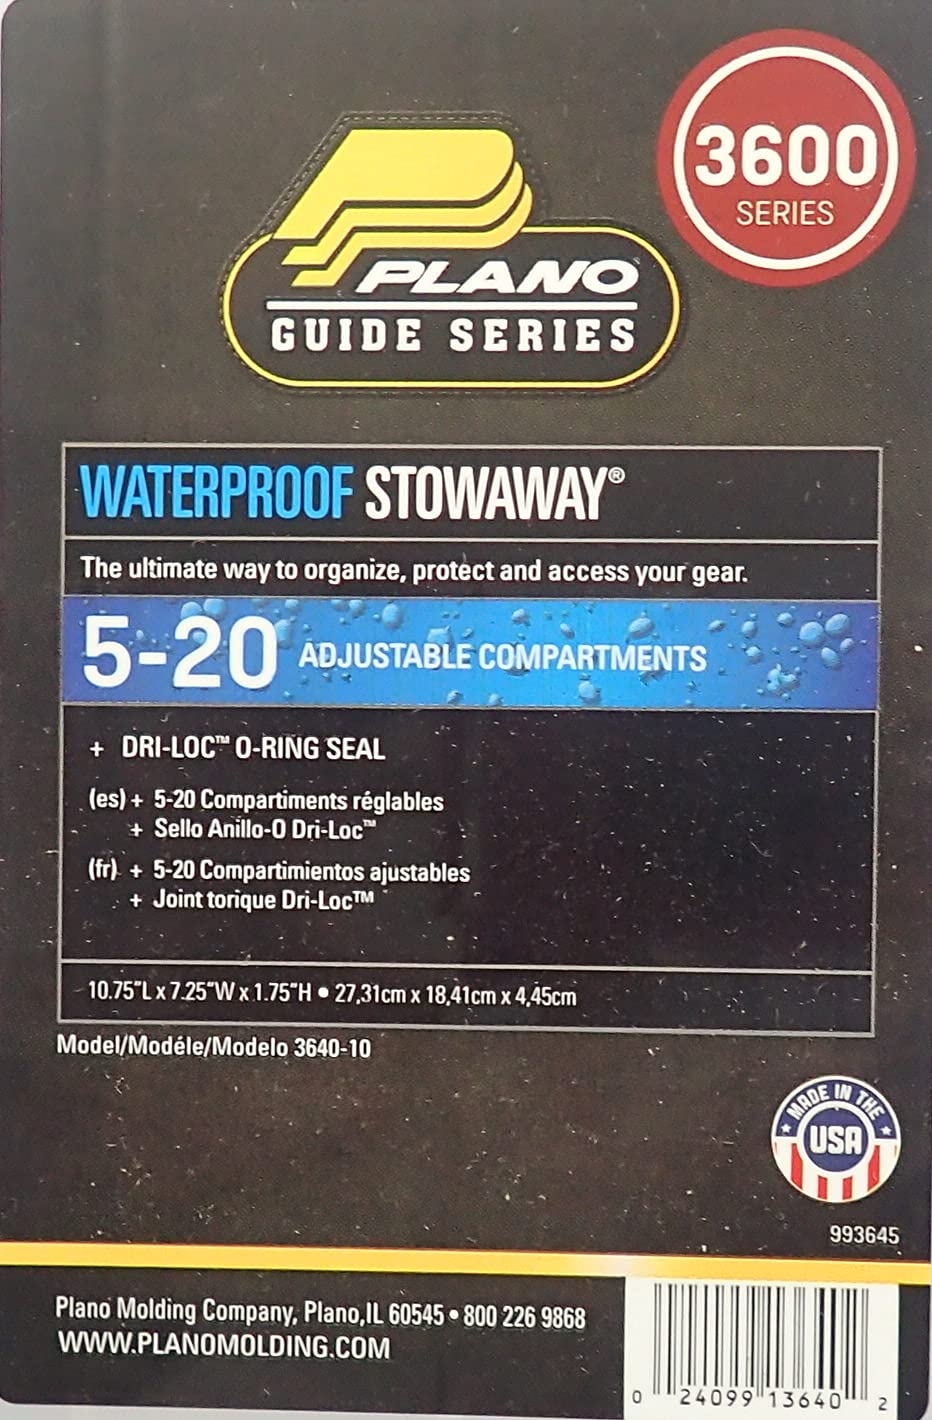 3600
SERIES
PLANO
GUIDE SERIES
WATERPROOF STOWAWAY®
The ultimate way to organize, protect and access your gear.
5-20 ADJUSTABLE COMPARTMENTS
+ DRI-LOC™ O-RING SEAL
(es) + 5-20 Compartiments réglables
+ Sello Anillo-O Dri-Loc™
(fr) + 5-20 Compartimientos ajustables
+ Joint torique Dri-Loc™
10.75"L x 7.25"W x 1.75"H • 27,31cm x 18,41cm x 4,45cm
Model/Modéle/Modelo 3640-10
MADE IN THE
USA
993645
Plano Molding Company, Plano,IL 60545 • 800 226 9868
WWW.PLANOMOLDING.COM
0 24099 13640 2